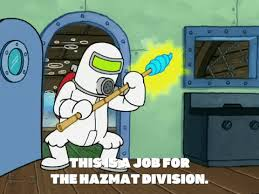 THIS IS A JOB FOR
THE HAZMAT DIVISION.